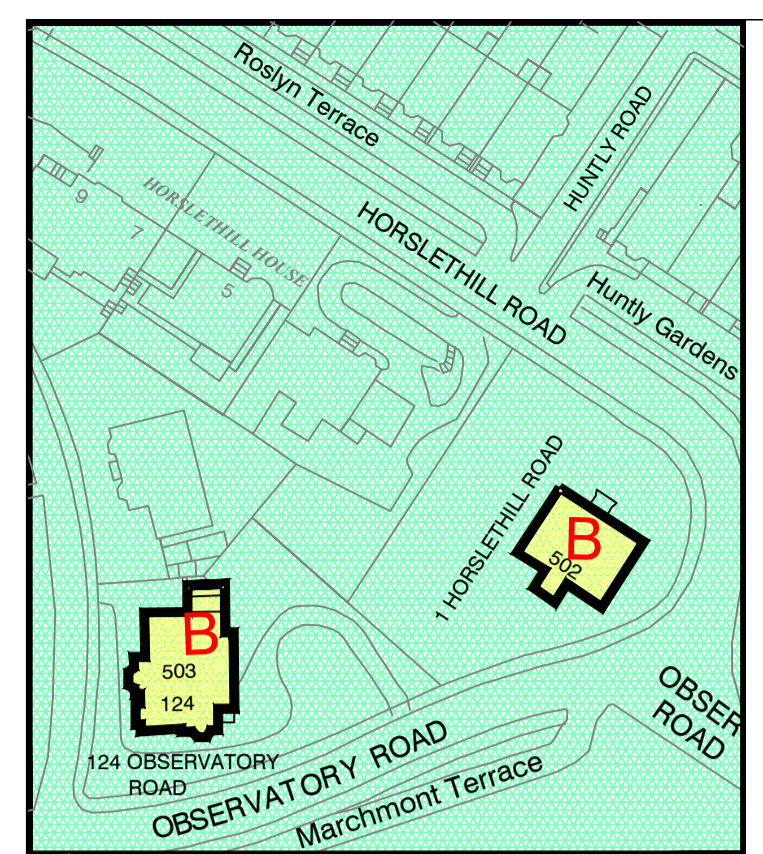 Roslyn Terrace
HUNTLY ROAD
9
7
HORSLETHILL HOUSE
5
HORSLETHILL ROAD
Huntly Gardens
1 HORSLETHILL ROAD
B
502
B
503
124
124 OBSERVATORY
ROAD
OBSERVATORY ROAD
Marchmont Terrace
OBSER
ROAD